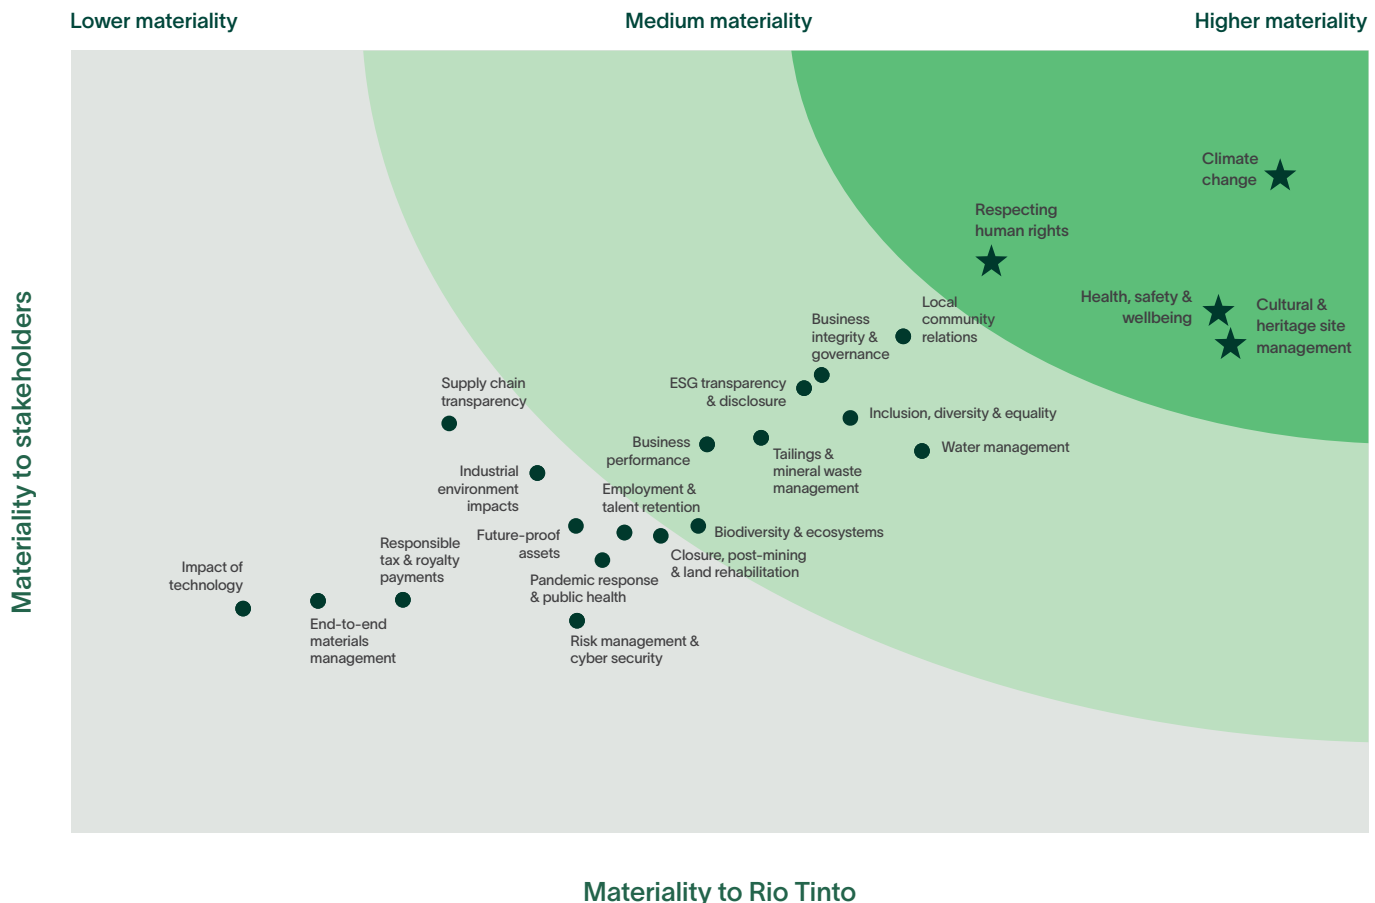 Lower materiality
Medium materiality
Higher materiality
Materiality to stakeholders
Climate
change
Respecting
human rights
Health, safety &
wellbeing
Cultural &
heritage site
management
Local
community
relations
Business
integrity &
governance
ESG transparency
& disclosure
Supply chain
transparency
Inclusion, diversity & equality
Business
performance
Water management
Tailings &
mineral waste
management
Industrial
environment
impacts
Employment &
talent retention
Future-proof
assets
Biodiversity & ecosystems
Closure, post-mining
& land rehabilitation
Responsible
tax & royalty
payments
Impact of
technology
Pandemic response
& public health
End-to-end
materials
management
Risk management &
cyber security
Materiality to Rio Tinto